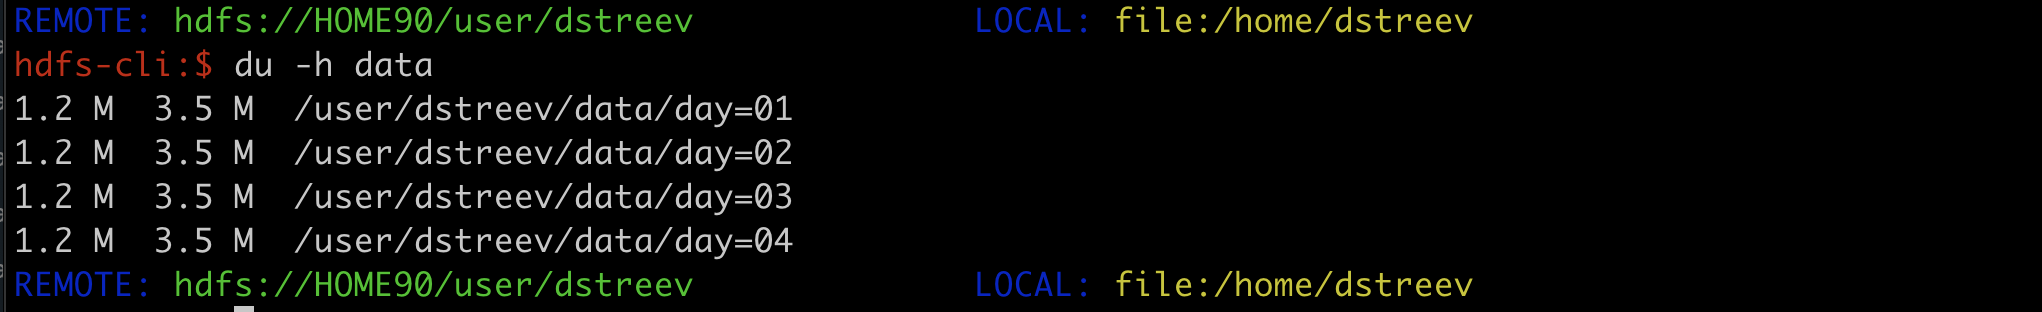 REMOTE: hdfs://HOME90/user/dstreev LOCAL: file:/home/dstreev
hdfs-cli:$ du -h data
1.2 M  3.5 M  /user/dstreev/data/day=01
1.2 M  3.5 M  /user/dstreev/data/day=02
1.2 M  3.5 M  /user/dstreev/data/day=03
1.2 M  3.5 M  /user/dstreev/data/day=04
REMOTE: hdfs://HOME90/user/dstreev LOCAL: file:/home/dstreev